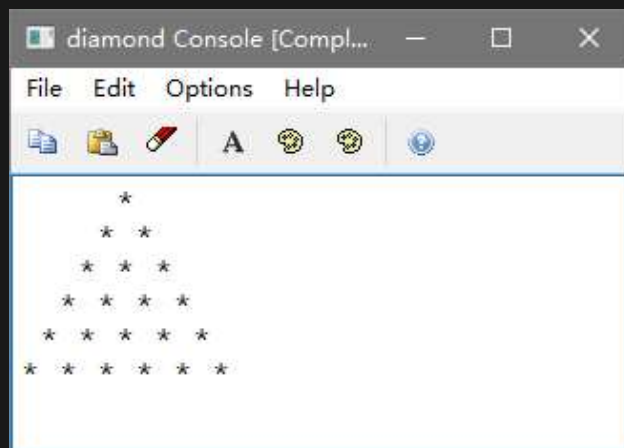 diamond Console [Compl...
File Edit Options Help
A
     *
    * *
   * * *
  * * * *
 * * * * *
* * * * * *